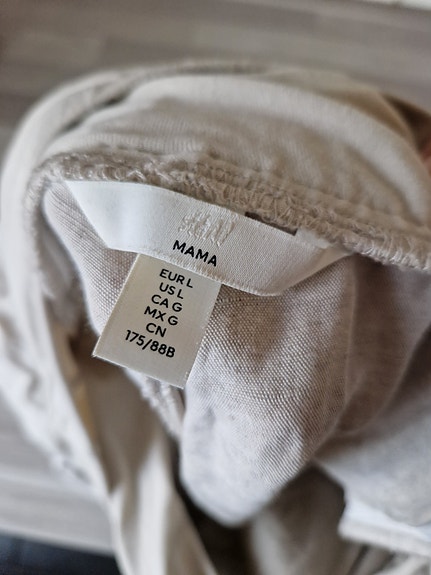 H&M
MAMA
EUR L
US L
CA G
MX G
CN
175/88B